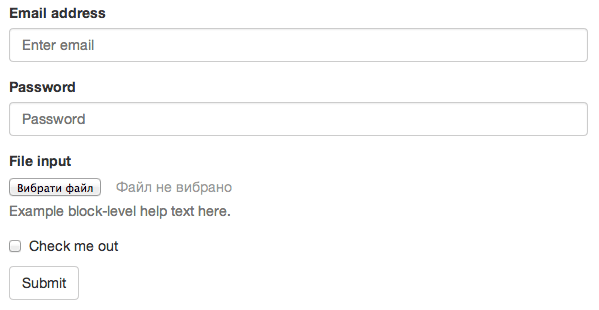 Email address
Enter email
Password
Password
File input
Вибрати файл Файл не вибрано
Example block-level help text here.
Check me out
Submit